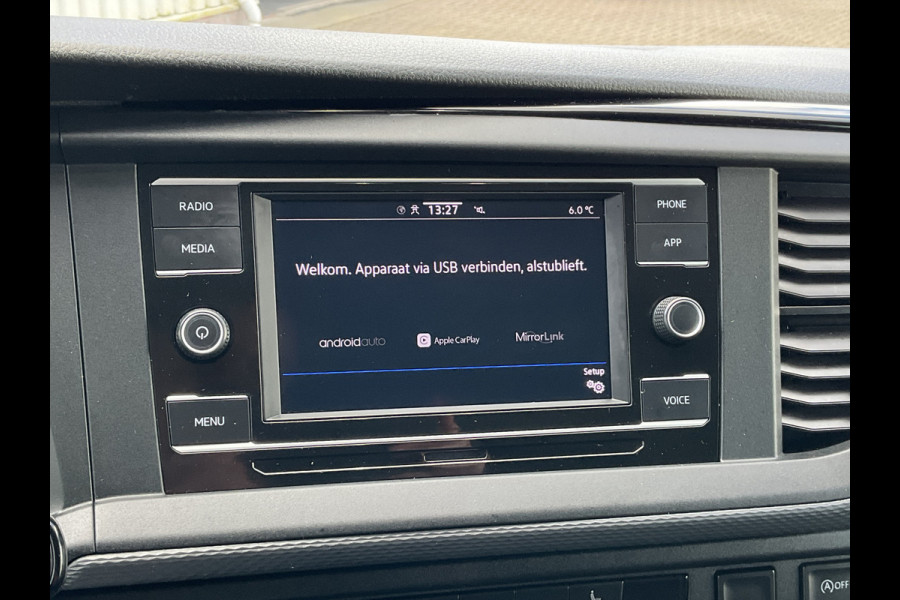 RADIO
MEDIA
MENU
13:27
6.0 °C
Welkom. Apparaat via USB verbinden, alstublieft.
androidauto
Apple CarPlay
MirrorLink
Setup
PHONE
APP
VOICE
A OFF